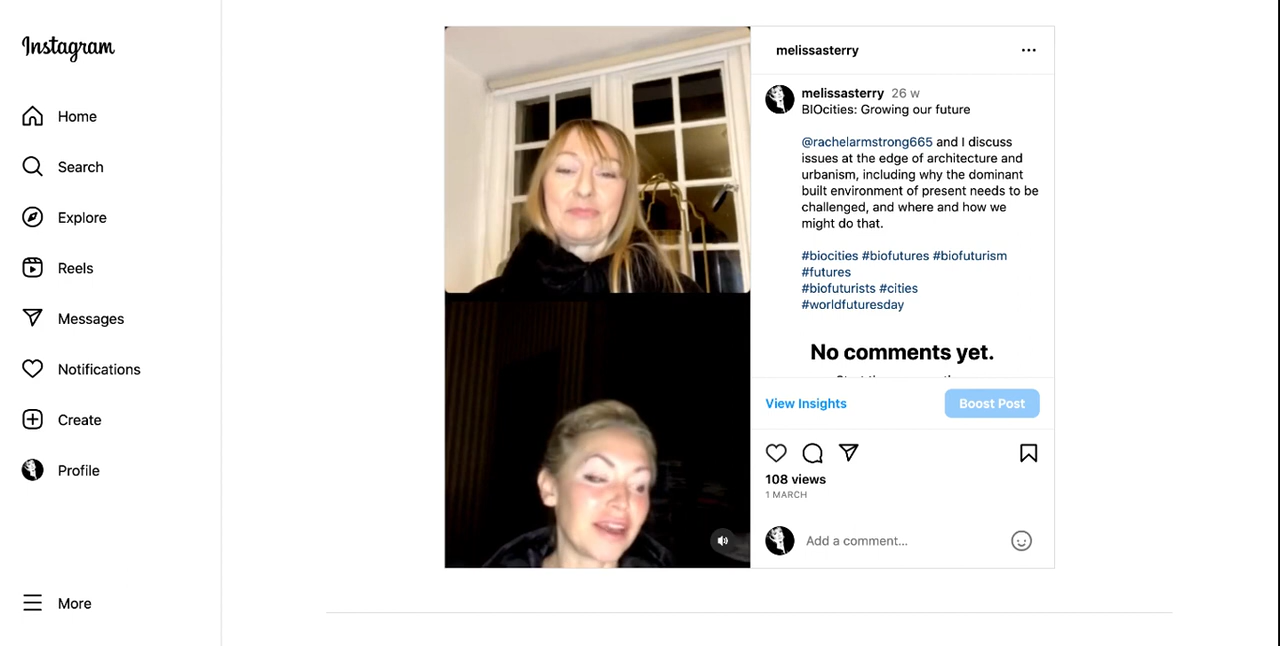 Instagram
Home
Search
Explore
Reels
Messages
Notifications
Create
Profile
More
melissasterry
melissasterry 26 w
BIOcities: Growing our future
@rachelarmstrong665 and I discuss
issues at the edge of architecture and
urbanism, including why the dominant
built environment of present needs to be
challenged, and where and how we
might do that.
#biocities #biofutures #biofuturism
#futures
#biofuturists #cities
#worldfuturesday
No comments yet.
View Insights
Boost Post
108 views
1 MARCH
Add a comment...